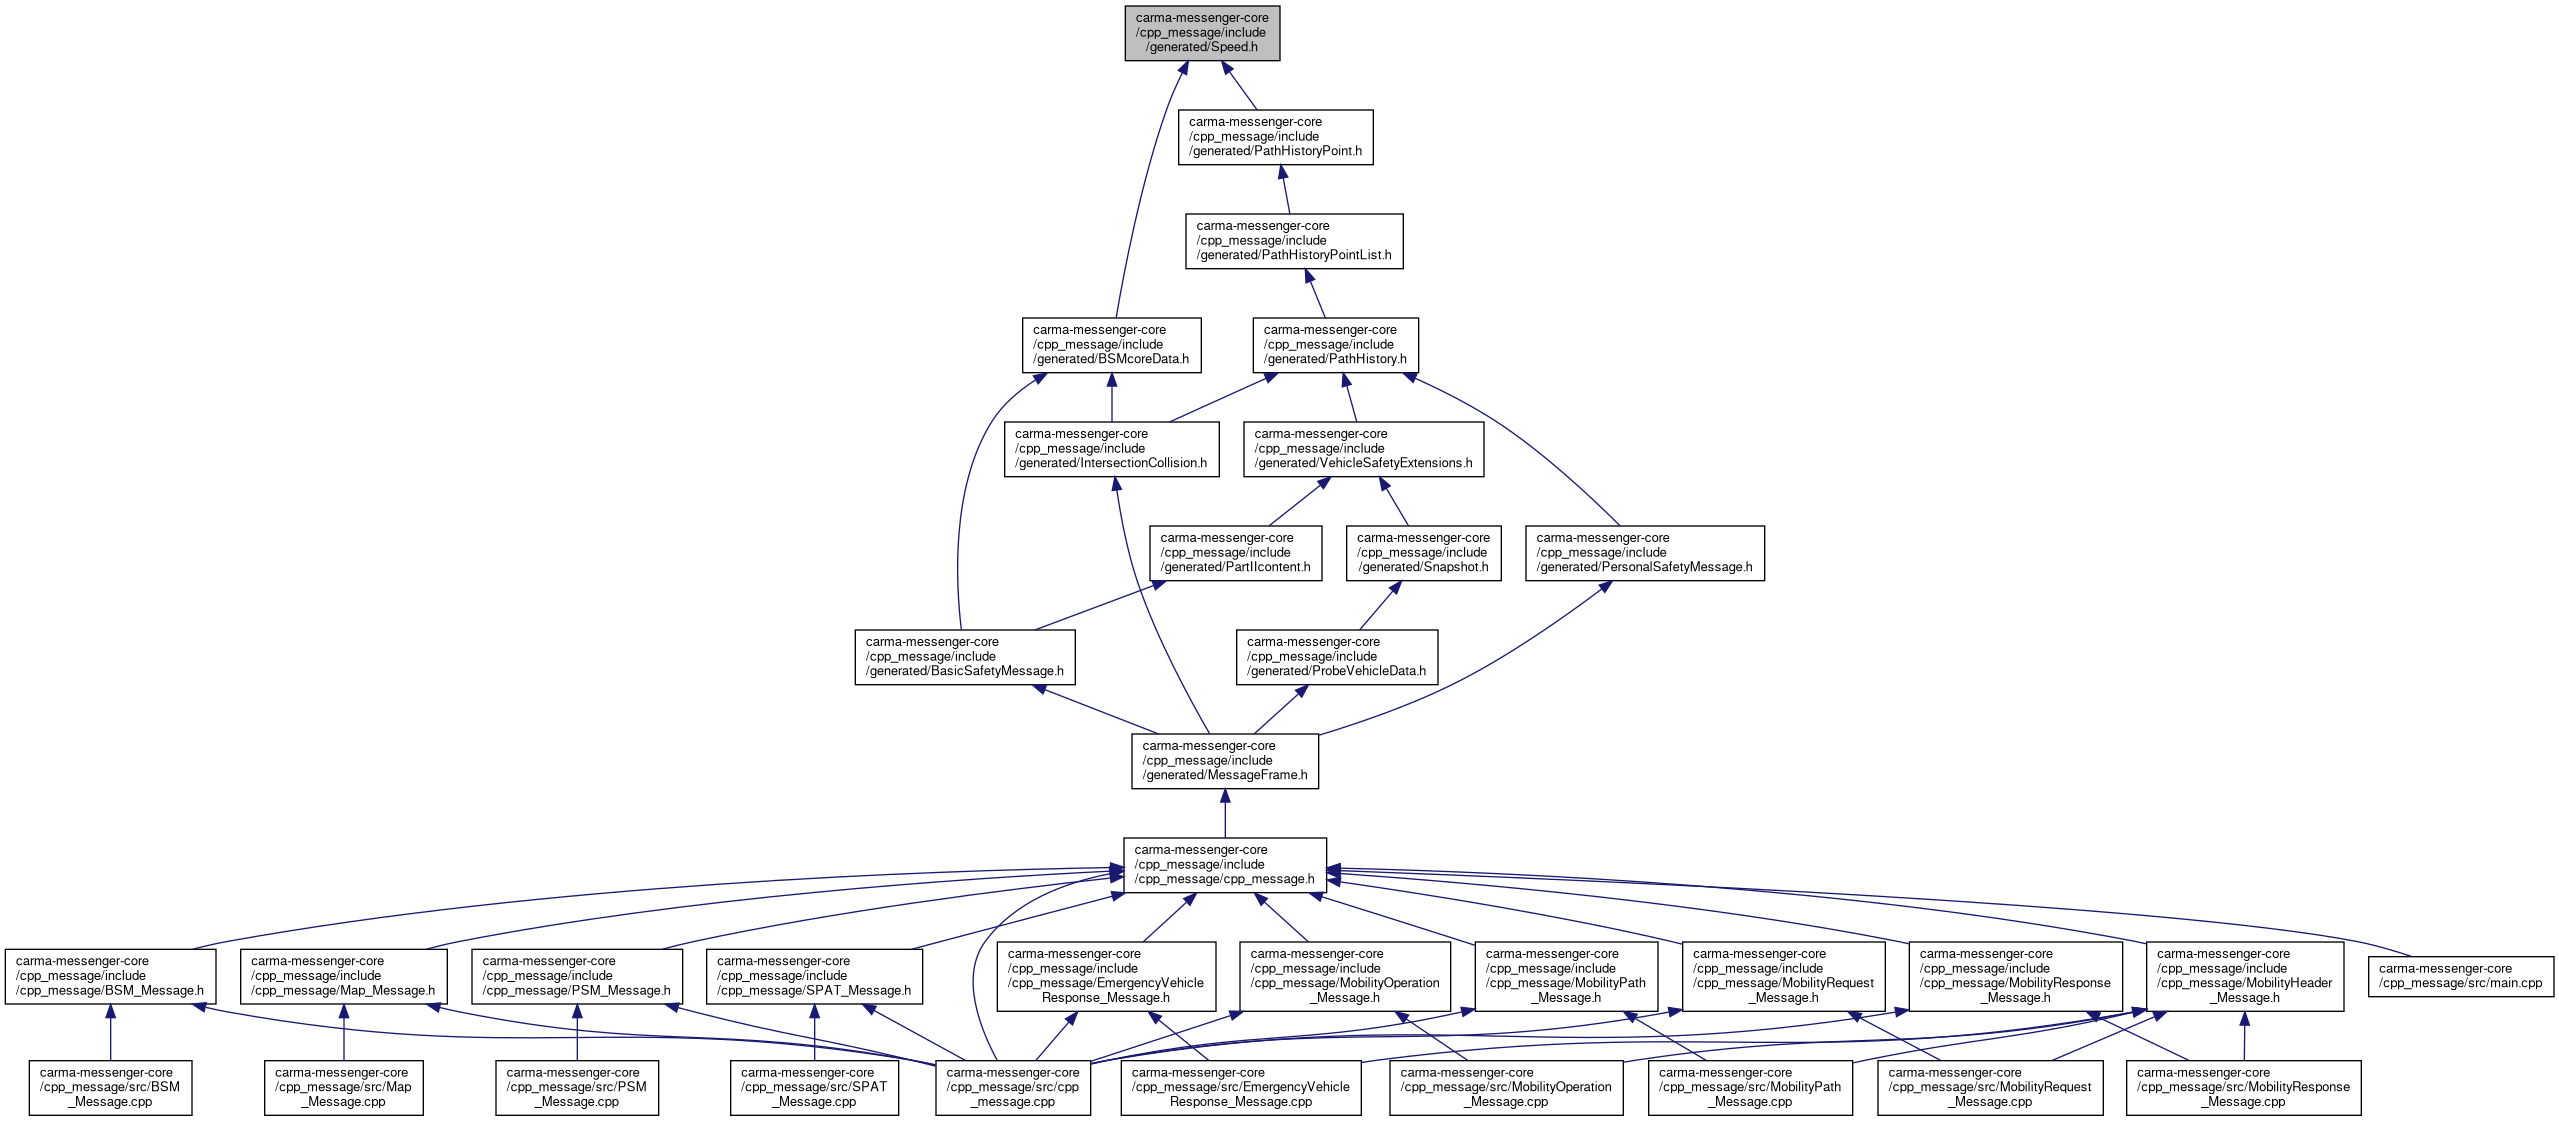 carma-messenger-core
/cpp_message/include
/generated/Speed.h
carma-messenger-core
/cpp_message/include
/generated/PathHistoryPoint.h
carma-messenger-core
/cpp_message/include
/generated/PathHistoryPointList.h
carma-messenger-core
/cpp_message/include
/generated/BSMcoreData.h
carma-messenger-core
/cpp_message/include
/generated/PathHistory.h
carma-messenger-core
/cpp_message/include
/generated/IntersectionCollision.h
carma-messenger-core
/cpp_message/include
/generated/VehicleSafetyExtensions.h
carma-messenger-core
/cpp_message/include
/generated/PartIIcontent.h
carma-messenger-core
/cpp_message/include
/generated/Snapshot.h
carma-messenger-core
/cpp_message/include
/generated/PersonalSafetyMessage.h
carma-messenger-core
/cpp_message/include
/generated/BasicSafetyMessage.h
carma-messenger-core
/cpp_message/include
/generated/ProbeVehicleData.h
carma-messenger-core
/cpp_message/include
/generated/MessageFrame.h
carma-messenger-core
/cpp_message/include
/cpp_message/cpp_message.h
carma-messenger-core
/cpp_message/include
/cpp_message/BSM_Message.h
carma-messenger-core
/cpp_message/include
/cpp_message/Map_Message.h
carma-messenger-core
/cpp_message/include
/cpp_message/PSM_Message.h
carma-messenger-core
/cpp_message/include
/cpp_message/SPAT_Message.h
carma-messenger-core
/cpp_message/include
/cpp_message/EmergencyVehicle
Response_Message.h
carma-messenger-core
/cpp_message/include
/cpp_message/MobilityOperation
_Message.h
carma-messenger-core
/cpp_message/include
/cpp_message/MobilityPath
_Message.h
carma-messenger-core
/cpp_message/include
/cpp_message/MobilityRequest
_Message.h
carma-messenger-core
/cpp_message/include
/cpp_message/MobilityResponse
_Message.h
carma-messenger-core
/cpp_message/include
/cpp_message/MobilityHeader
_Message.h
carma-messenger-core
/cpp_message/src/main.cpp
carma-messenger-core
/cpp_message/src/BSM
_Message.cpp
carma-messenger-core
/cpp_message/src/Map
_Message.cpp
carma-messenger-core
/cpp_message/src/PSM
_Message.cpp
carma-messenger-core
/cpp_message/src/SPAT
_Message.cpp
carma-messenger-core
/cpp_message/src/cpp
_message.cpp
carma-messenger-core
/cpp_message/src/EmergencyVehicle
Response_Message.cpp
carma-messenger-core
/cpp_message/src/MobilityOperation
_Message.cpp
carma-messenger-core
/cpp_message/src/MobilityPath
_Message.cpp
carma-messenger-core
/cpp_message/src/MobilityRequest
_Message.cpp
carma-messenger-core
/cpp_message/src/MobilityResponse
_Message.cpp